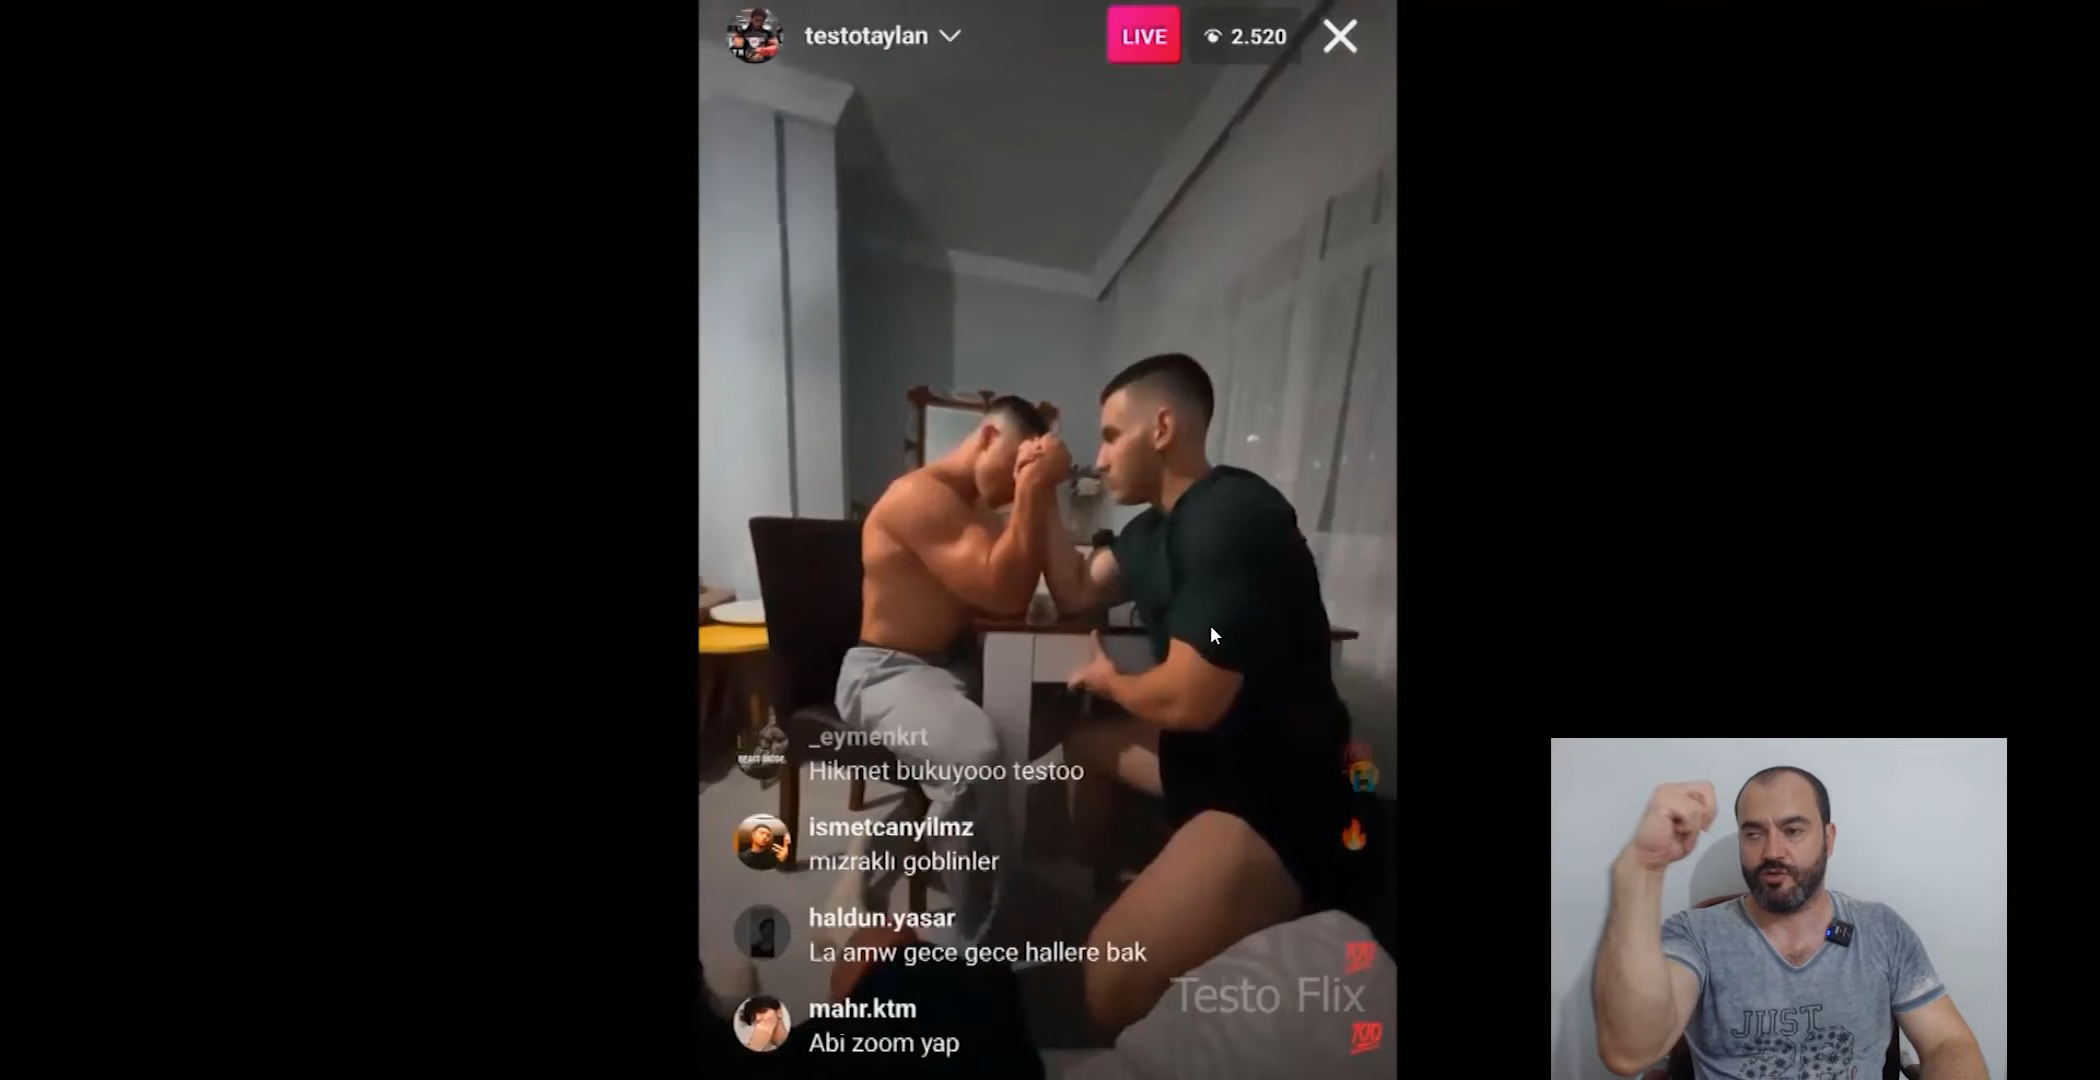 testotaylan
LIVE
2.520
_eymenkrt
Hikmet bukuyooo testoo
ismetcanyilmz
mızraklı goblinler
haldun.yasar
La amw gece gece hallere bak
mahr.ktm
Abi zoom yap
Testo Flix
JUST